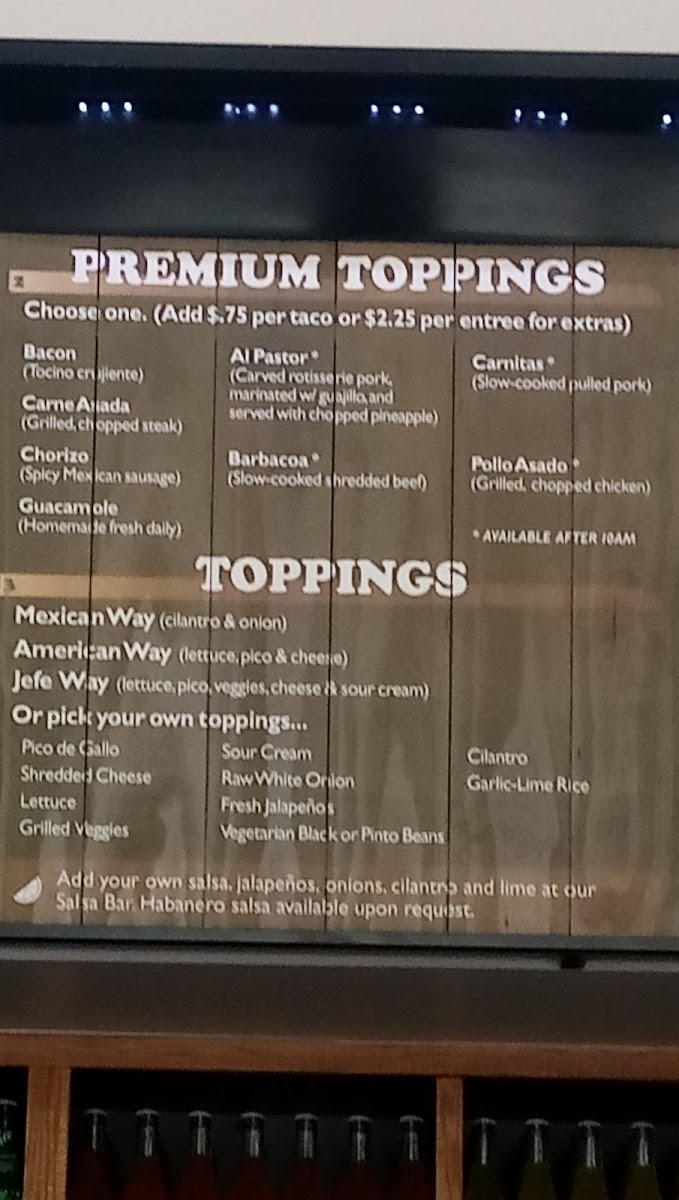 2
PREMIUM TOPPINGS
Choose one. (Add $.75 per taco or $2.25 per entree for extras)
Bacon
(Tocino crujiente)
Carne Asada
(Grilled, chopped steak)
Chorizo
(Spicy Mexican sausage)
Guacamole
(Homemade fresh daily)
Al Pastor*
(Carved rotisserie pork,
marinated w/ guajillo, and
served with chopped pineapple)
Barbacoa*
(Slow-cooked shredded beef)
Carnitas*
(Slow-cooked pulled pork)
Pollo Asado*
(Grilled, chopped chicken)
* AVAILABLE AFTER 10AM
3
TOPPINGS
Mexican Way (cilantro & onion)
American Way (lettuce, pico & cheese)
Jefe Way (lettuce, pico, veggies, cheese & sour cream)
Or pick your own toppings...
Pico de Gallo
Shredded Cheese
Lettuce
Grilled Veggies
Sour Cream
Raw White Onion
Fresh Jalapeños
Vegetarian Black or Pinto Beans
Cilantro
Garlic-Lime Rice
Add your own salsa, jalapeños, onions, cilantro and lime at our
Salsa Bar. Habanero salsa available upon request.